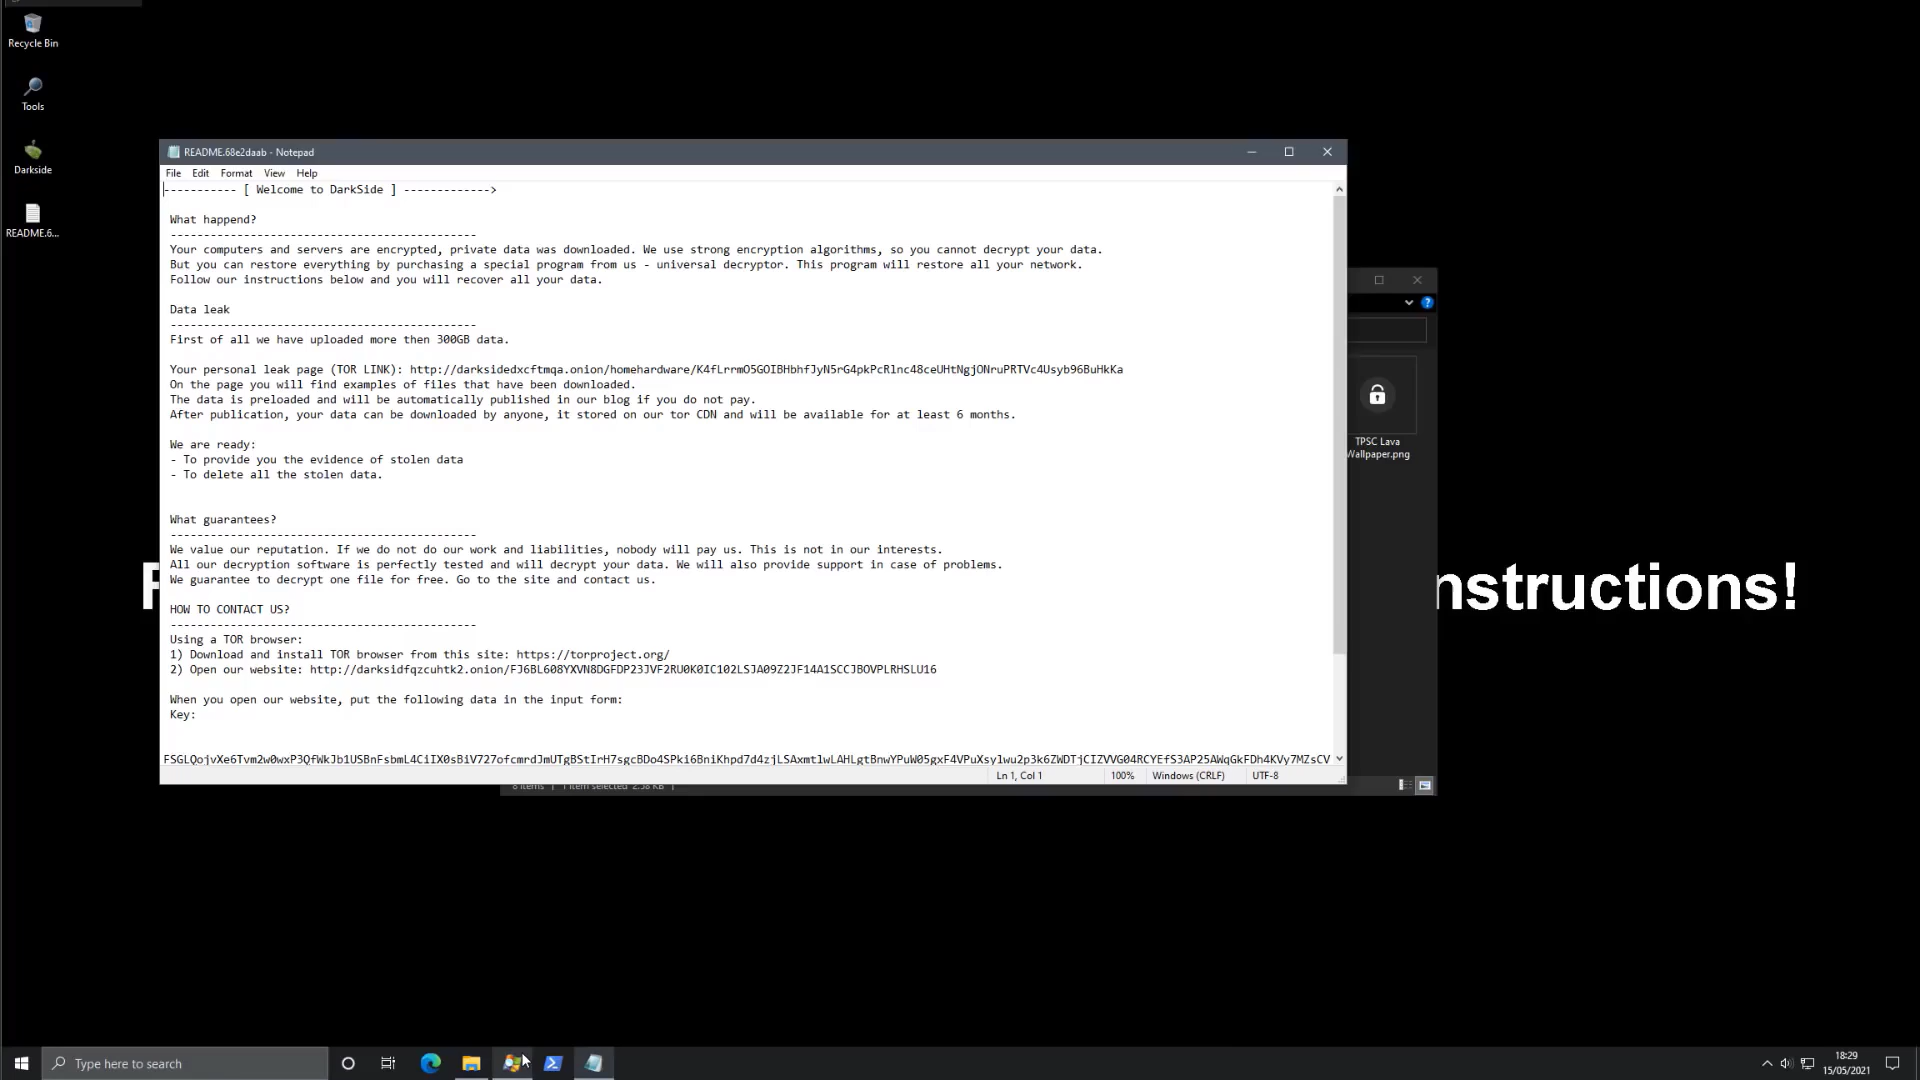 Recycle Bin
Tools
Darkside
README.6...
README.68e2daab - Notepad
File Edit Format View Help
----------- [ Welcome to DarkSide ] ------------->
What happend?
----------------------------------------------
Your computers and servers are encrypted, private data was downloaded. We use strong encryption algorithms, so you cannot decrypt your data.
But you can restore everything by purchasing a special program from us - universal decryptor. This program will restore all your network.
Follow our instructions below and you will recover all your data.
Data leak
----------------------------------------------
First of all we have uploaded more then 300GB data.
Your personal leak page (TOR LINK): http://darksidedxcftmqa.onion/homehardware/K4fLrrmO5GOIBHbhfJyN5rG4pkPcRlnc48ceUHtNgjONruPRTVc4Usyb96BuHkKa
On the page you will find examples of files that have been downloaded.
The data is preloaded and will be automatically published in our blog if you do not pay.
After publication, your data can be downloaded by anyone, it stored on our tor CDN and will be available for at least 6 months.
We are ready:
- To provide you the evidence of stolen data
- To delete all the stolen data.
What guarantees?
----------------------------------------------
We value our reputation. If we do not do our work and liabilities, nobody will pay us. This is not in our interests.
All our decryption software is perfectly tested and will decrypt your data. We will also provide support in case of problems.
We guarantee to decrypt one file for free. Go to the site and contact us.
HOW TO CONTACT US?
----------------------------------------------
Using a TOR browser:
1) Download and install TOR browser from this site: https://torproject.org/
2) Open our website: http://darksidfqzcuhtk2.onion/FJ6BL608YXVN8DGFDP23JVF2RU0K0IC102LSJA09Z2JF14A1SCCJBOVPLRHSLU16
When you open our website, put the following data in the input form:
Key:
Ln 1, Col 1 100% Windows (CRLF) UTF-8
TPSC Lava
Wallpaper.png
nstructions!
8 items 1 item selected 2.58 KB
Type here to search
18:29
15/05/2021